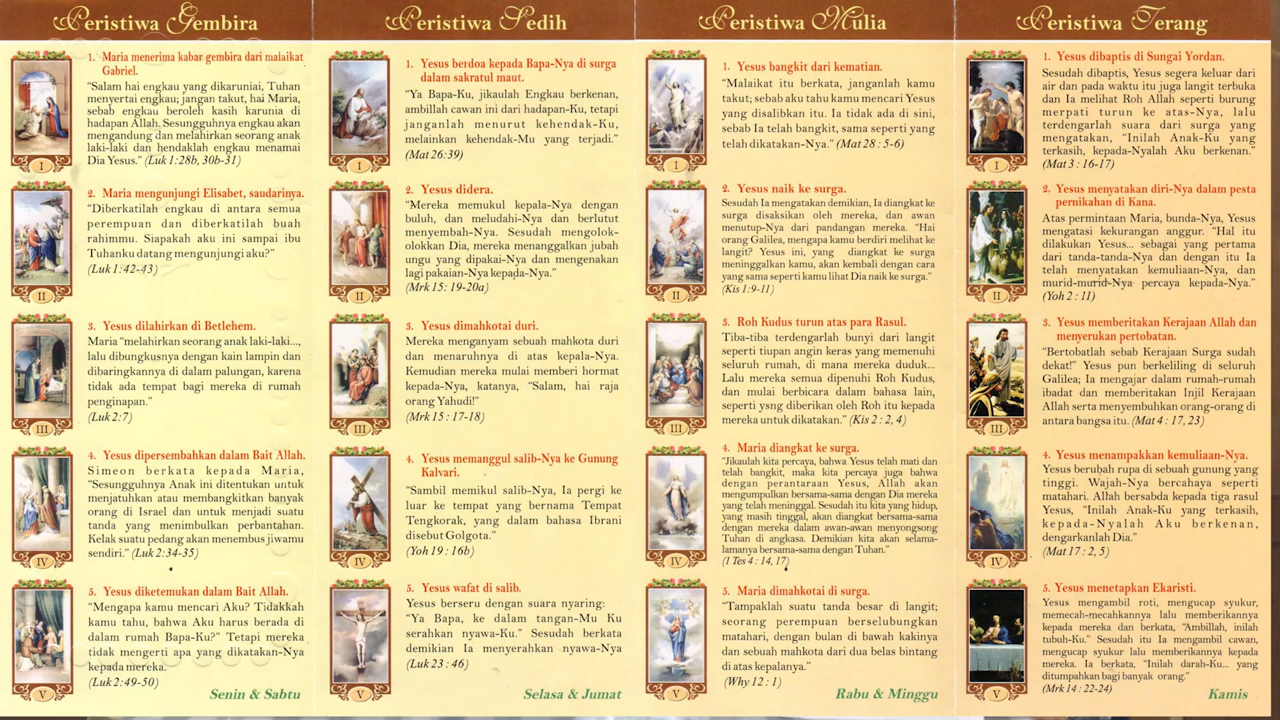 Peristiwa Gembira
1. Maria menerima kabar gembira dari malaikat
Gabriel.
“Salam hai engkau yang dikaruniai, Tuhan
menyertai engkau; jangan takut, hai Maria,
sebab engkau beroleh kasih karunia di
hadapan Allah. Sesungguhnya engkau akan
mengandung dan melahirkan seorang anak
laki-laki dan hendaklah engkau menamai
Dia Yesus.” (Luk 1:28b, 30b-31)
I
2. Maria mengunjungi Elisabet, saudarinya.
“Diberkatilah engkau di antara semua
perempuan dan diberkatilah buah
rahimmu. Siapakah aku ini sampai ibu
Tuhanku datang mengunjungi aku?”
(Luk 1:42-43)
II
3. Yesus dilahirkan di Betlehem.
Maria “melahirkan seorang anak laki-laki...,
lalu dibungkusnya dengan kain lampin dan
dibaringkannya di dalam palungan, karena
tidak ada tempat bagi mereka di rumah
penginapan.”
(Luk 2:7)
III
4. Yesus dipersembahkan dalam Bait Allah.
Simeon berkata kepada Maria,
“Sesungguhnya Anak ini ditentukan untuk
menjatuhkan atau membangkitkan banyak
orang di Israel dan untuk menjadi suatu
tanda yang menimbulkan perbantahan.
Kelak suatu pedang akan menembus jiwamu
sendiri.” (Luk 2:34-35)
IV
5. Yesus diketemukan dalam Bait Allah.
“Mengapa kamu mencari Aku? Tidakkah
kamu tahu, bahwa Aku harus berada di
dalam rumah Bapa-Ku?” Tetapi mereka
tidak mengerti apa yang dikatakan-Nya
kepada mereka.
(Luk 2:49-50)
V
Senin & Sabtu
Peristiwa Sedih
1. Yesus berdoa kepada Bapa-Nya di surga
dalam sakratul maut.
“Ya Bapa-Ku, jikaulah Engkau berkenan,
ambillah cawan ini dari hadapan-Ku, tetapi
janganlah menurut kehendak-Ku,
melainkan kehendak-Mu yang terjadi.”
(Mat 26:39)
I
2. Yesus didera.
“Mereka memukul kepala-Nya dengan
buluh, dan meludahi-Nya dan berlutut
menyembah-Nya. Sesudah mengolok-
olokkan Dia, mereka menanggalkan jubah
ungu yang dipakai-Nya dan mengenakan
lagi pakaian-Nya kepada-Nya.”
(Mrk 15: 19-20a)
II
3. Yesus dimahkotai duri.
Mereka menganyam sebuah mahkota duri
dan menaruhnya di atas kepala-Nya.
Kemudian mereka mulai memberi hormat
kepada-Nya, katanya, “Salam, hai raja
orang Yahudi!”
(Mrk 15 : 17-18)
III
4. Yesus memanggul salib-Nya ke Gunung
Kalvari.
“Sambil memikul salib-Nya, Ia pergi ke
luar ke tempat yang bernama Tempat
Tengkorak, yang dalam bahasa Ibrani
disebut Golgota.”
(Yoh 19 : 16b)
IV
5. Yesus wafat di salib.
Yesus berseru dengan suara nyaring:
“Ya Bapa, ke dalam tangan-Mu Ku
serahkan nyawa-Ku.” Sesudah berkata
demikian Ia menyerahkan nyawa-Nya
(Luk 23 : 46)
V
Selasa & Jumat
Peristiwa Mulia
1. Yesus bangkit dari kematian.
“Malaikat itu berkata, janganlah kamu
takut; sebab aku tahu kamu mencari Yesus
yang disalibkan itu. Ia tidak ada di sini,
sebab Ia telah bangkit, sama seperti yang
telah dikatakan-Nya.” (Mat 28 : 5-6)
I
2. Yesus naik ke surga.
Sesudah Ia mengatakan demikian, Ia diangkat ke
surga disaksikan oleh mereka, dan awan
menutup-Nya dari pandangan mereka. “Hai
orang Galilea, mengapa kamu berdiri melihat ke
langit? Yesus ini, yang diangkat ke surga
meninggalkan kamu, akan kembali dengan cara
yang sama seperti kamu lihat Dia naik ke surga.”
(Kis 1:9-11)
II
3. Roh Kudus turun atas para Rasul.
Tiba-tiba terdengarlah bunyi dari langit
seperti tiupan angin keras yang memenuhi
seluruh rumah, di mana mereka duduk...
Lalu mereka semua dipenuhi Roh Kudus,
dan mulai berbicara dalam bahasa lain,
seperti ysng diberikan oleh Roh itu kepada
mereka untuk dikatakan.” (Kis 2 : 2, 4)
III
4. Maria diangkat ke surga.
“Jikaulah kita percaya, bahwa Yesus telah mati dan
telah bangkit, maka kita percaya juga bahwa
dengan perantaraan Yesus, Allah akan
mengumpulkan bersama-sama dengan Dia mereka
yang telah meninggal. Sesudah itu kita yang hidup,
yang masih tinggal, akan diangkat bersama-sama
dengan mereka dalam awan-awan menyongsong
Tuhan di angkasa. Demikian kita akan selama-
lamanya bersama-sama dengan Tuhan.”
(1 Tes 4 : 14, 17)
IV
5. Maria dimahkotai di surga.
“Tampaklah suatu tanda besar di langit;
seorang perempuan berselubungkan
matahari, dengan bulan di bawah kakinya
dan sebuah mahkota dari dua belas bintang
di atas kepalanya.”
(Why 12 : 1)
V
Rabu & Minggu
Peristiwa Terang
1. Yesus dibaptis di Sungai Yordan.
Sesudah dibaptis, Yesus segera keluar dari
air dan pada waktu itu juga langit terbuka
dan Ia melihat Roh Allah seperti burung
merpati turun ke atas-Nya, lalu
terdengarlah suara dari surga yang
mengatakan, “Inilah Anak-Ku yang
terkasih, kepada-Nyalah Aku berkenan.”
(Mat 3 : 16-17)
I
2. Yesus menyatakan diri-Nya dalam pesta
pernikahan di Kana.
Atas permintaan Maria, bunda-Nya, Yesus
mengatasi kekurangan anggur. “Hal itu
dilakukan Yesus... sebagai yang pertama
dari tanda-tanda-Nya dan dengan itu Ia
telah menyatakan kemuliaan-Nya, dan
murid-murid-Nya percaya kepada-Nya.”
(Yoh 2 : 11)
II
3. Yesus memberitakan Kerajaan Allah dan
menyerukan pertobatan.
“Bertobatlah sebab Kerajaan Surga sudah
dekat!” Yesus pun berkeliling di seluruh
Galilea; Ia mengajar dalam rumah-rumah
ibadat dan memberitakan Injil Kerajaan
Allah serta menyembuhkan orang-orang di
antara bangsa itu. (Mat 4 : 17, 23)
III
4. Yesus menampakkan kemuliaan-Nya.
Yesus berubah rupa di sebuah gunung yang
tinggi. Wajah-Nya bercahaya seperti
matahari. Allah bersabda kepada tiga rasul
Yesus, “Inilah Anak-Ku yang terkasih,
kepada-Nyalah Aku berkenan,
dengarkanlah Dia.”
(Mat 17 : 2, 5)
IV
5. Yesus menetapkan Ekaristi.
Yesus mengambil roti, mengucap syukur,
memecah-mecahkannya lalu memberikannya
kepada mereka dan berkata, “Ambillah, inilah
tubuh-Ku.” Sesudah itu Ia mengambil cawan,
mengucap syukur lalu memberikannya kepada
mereka. Ia berkata, “Inilah darah-Ku... yang
ditumpahkan bagi banyak orang.”
(Mrk 14 : 22-24)
V
Kamis